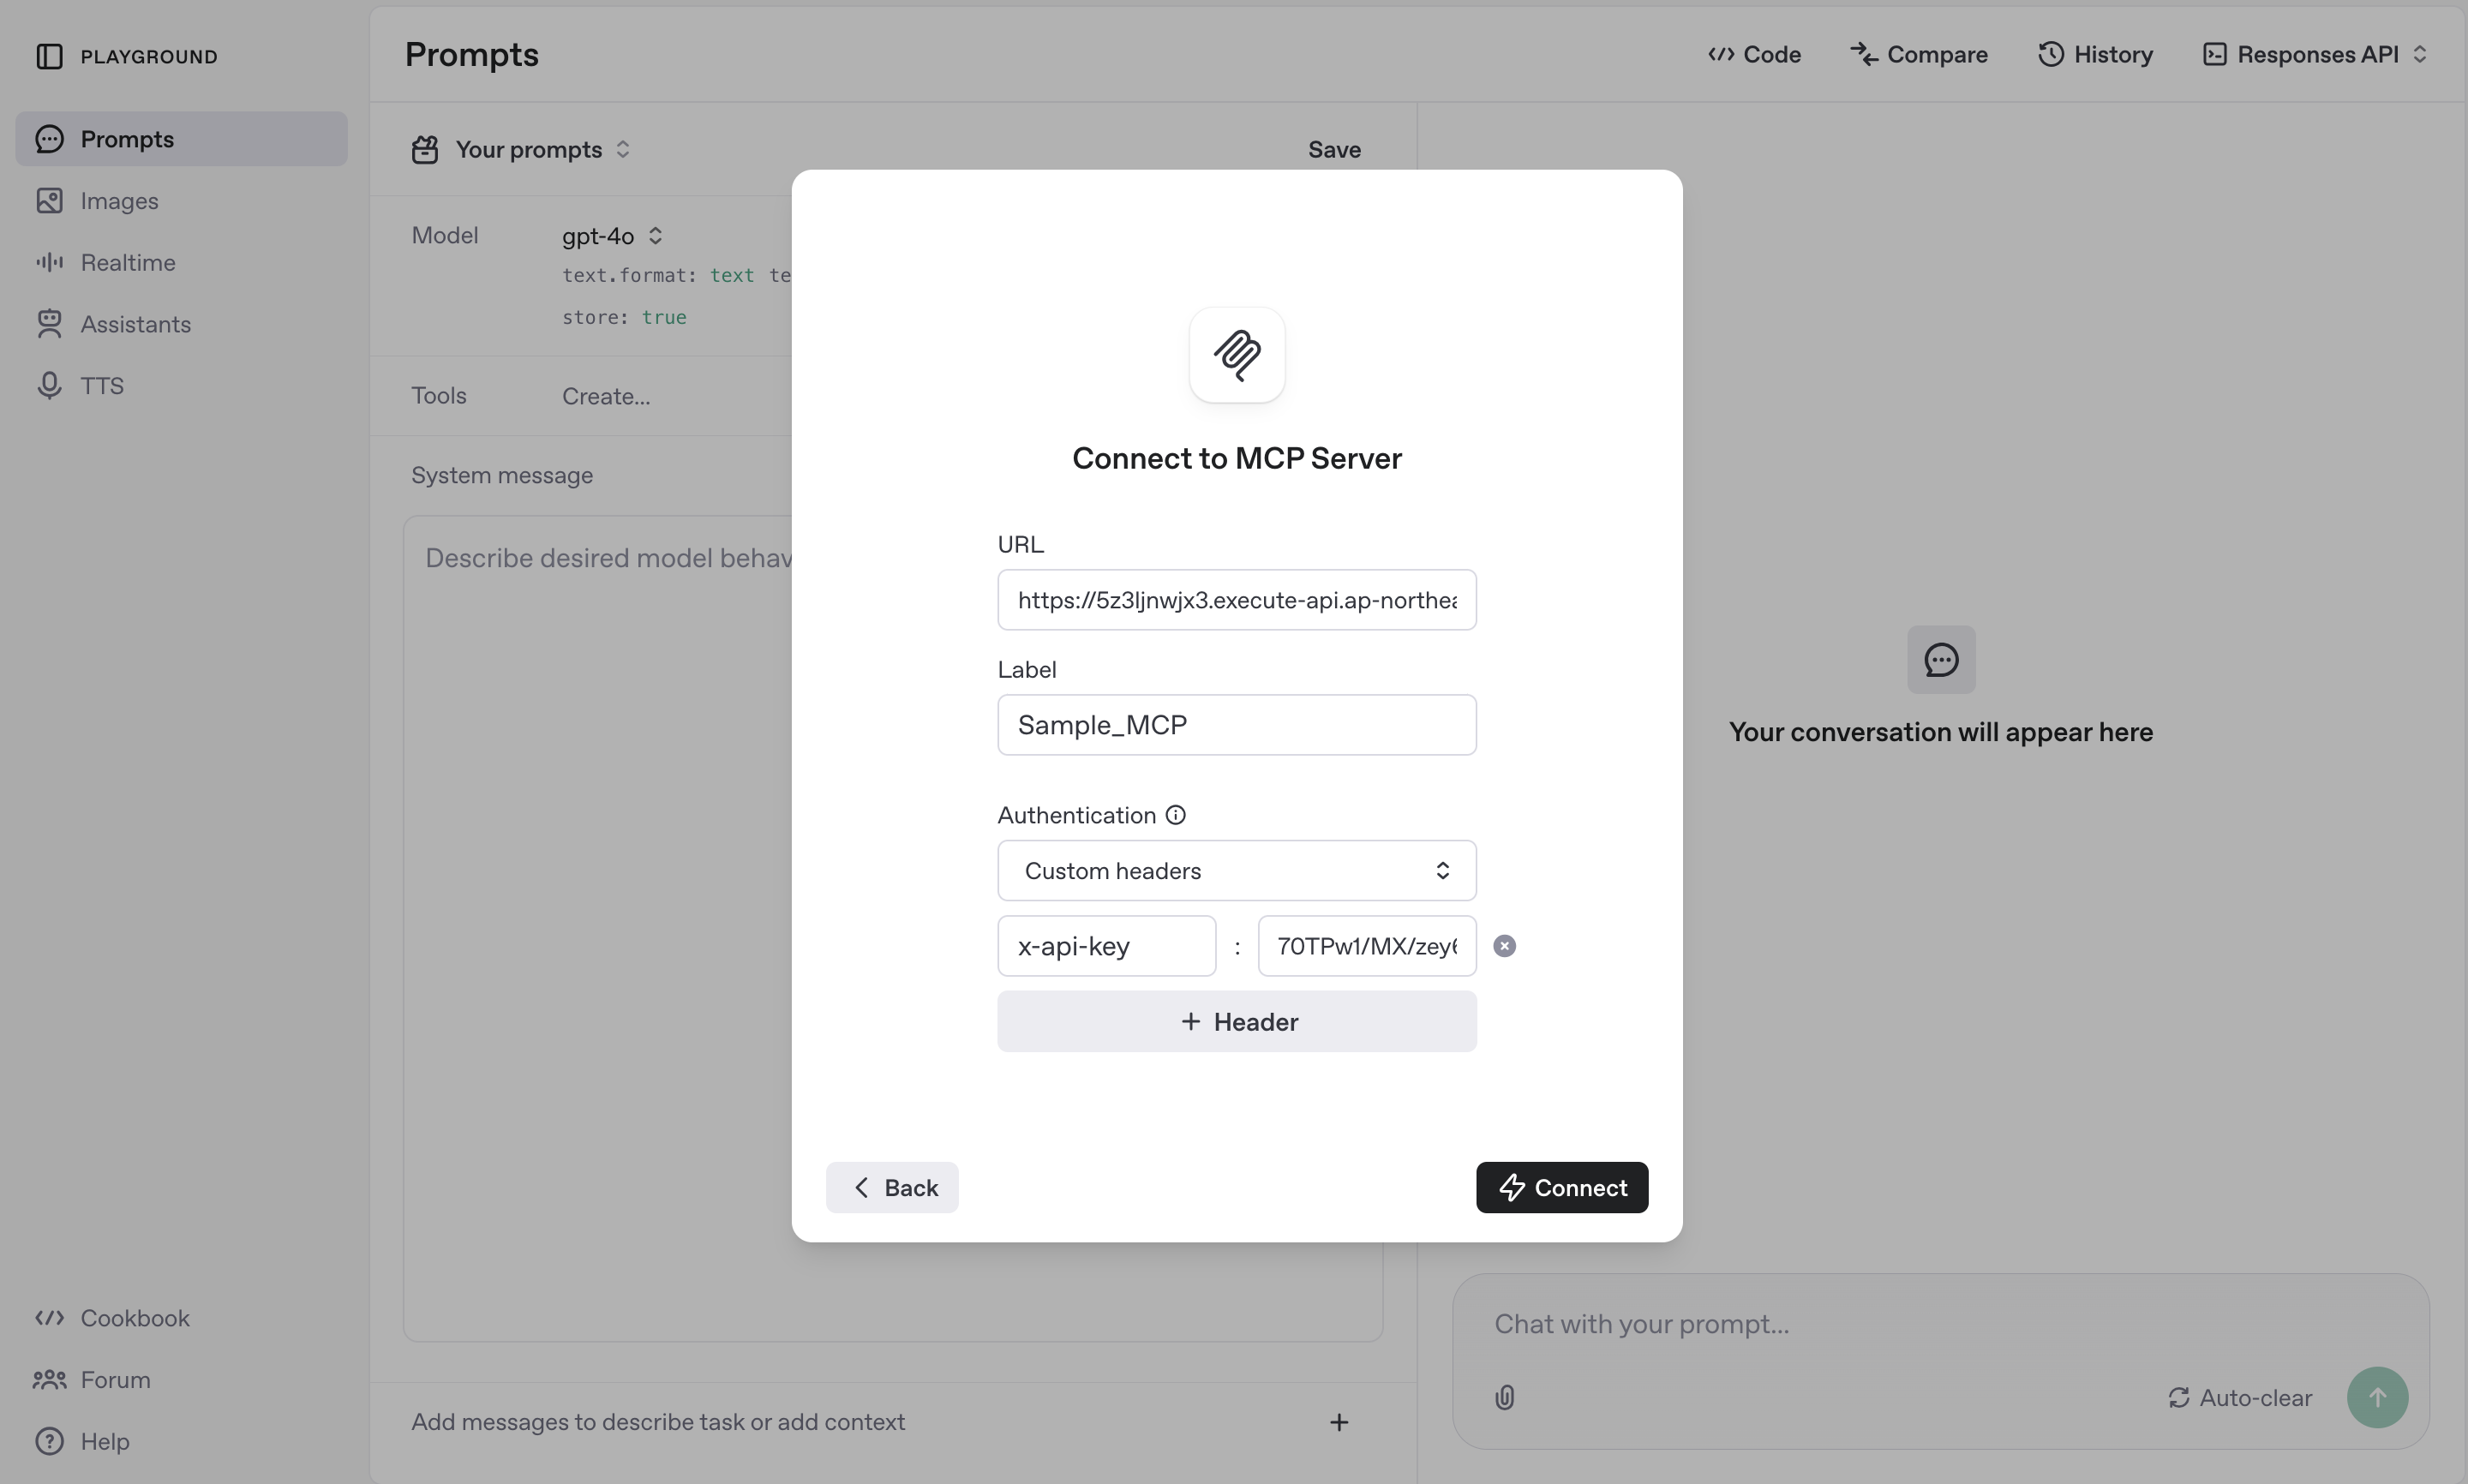 PLAYGROUND
Prompts
Images
Realtime
Assistants
TTS
Cookbook
Forum
Help
Prompts
Code
Compare
History
Responses API
Your prompts
Save
Model
gpt-4o
text.format: text te
store: true
Tools
Create...
System message
Describe desired model behav
Add messages to describe task or add context
Connect to MCP Server
URL
https://5z3ljnwjx3.execute-api.ap-northea
Label
Sample_MCP
Authentication
Custom headers
x-api-key : 70TPw1/MX/zey6
+ Header
Back
Connect
Your conversation will appear here
Chat with your prompt...
Auto-clear